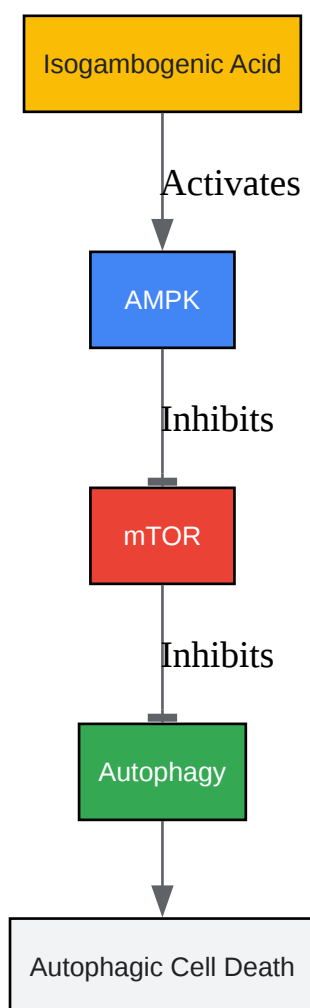 Isogambogenic Acid
Activates
AMPK
Inhibits
mTOR
Inhibits
Autophagy
Autophagic Cell Death